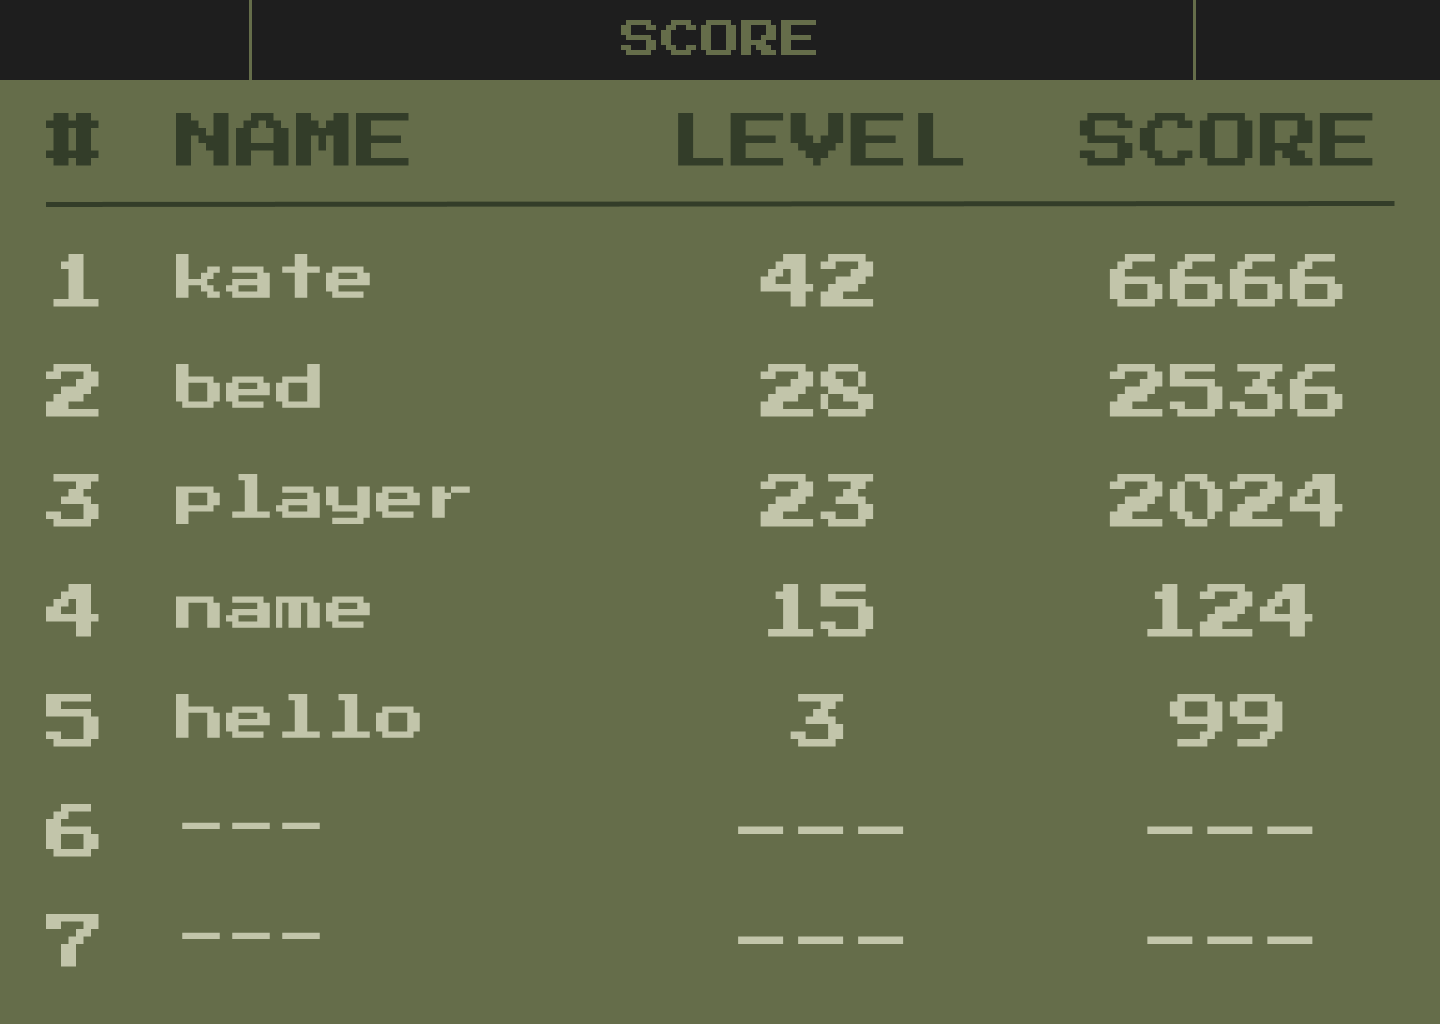 SCORE
# NAME LEVEL SCORE
1 kate 42 6666
2 bed 28 2536
3 player 23 2024
4 name 15 124
5 hello 3 99
6 --- --- ---
7 --- --- ---